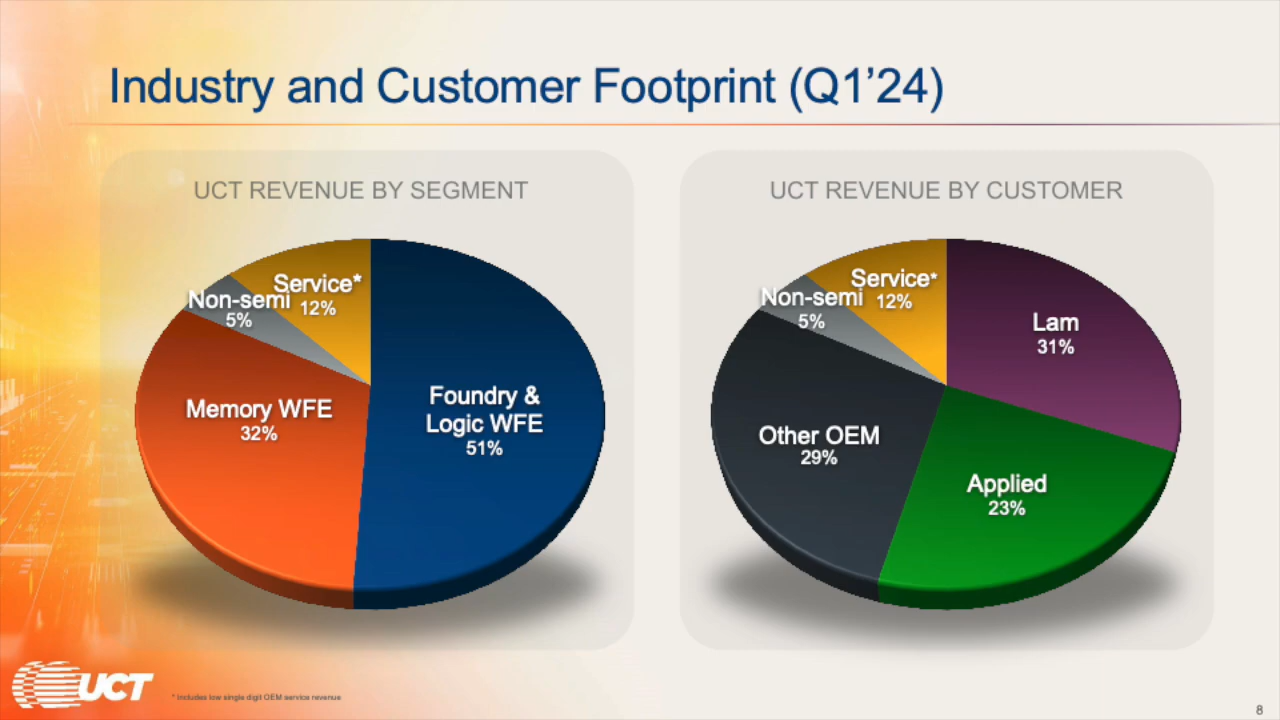 Industry and Customer Footprint (Q1’24)
UCT REVENUE BY SEGMENT
Service*
12%
Non-semi
5%
Memory WFE
32%
Foundry &
Logic WFE
51%
UCT REVENUE BY CUSTOMER
Service*
12%
Non-semi
5%
Lam
31%
Other OEM
29%
Applied
23%
UCT
* Includes low single digit OEM service revenue
8